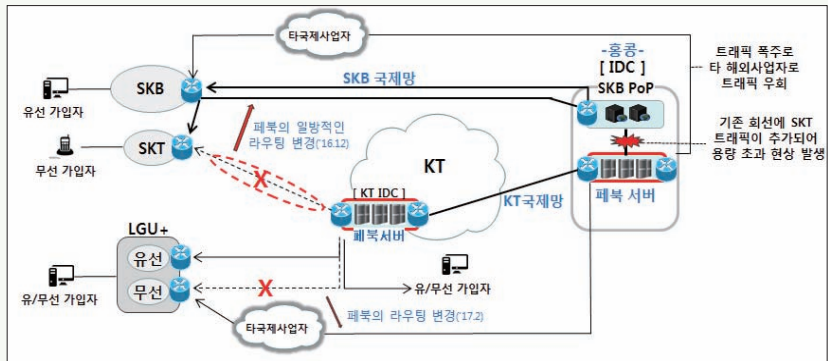 타국제사업자
-홍콩-
[ IDC ]
SKB PoP
트래픽 폭주로
타 해외사업자로
트래픽 우회
SKB
SKB 국제망
유선 가입자
페북의 일방적인
라우팅 변경('16.12)
기존 회선에 SKT
트래픽이 추가되어
용량 초과 현상 발생
SKT
무선 가입자
X
KT
[ KT IDC ]
KT국제망
페북 서버
페북서버
LGU+
유선
무선
유/무선 가입자
X
유/무선 가입자
페북의 라우팅 변경('17.2)
타국제사업자